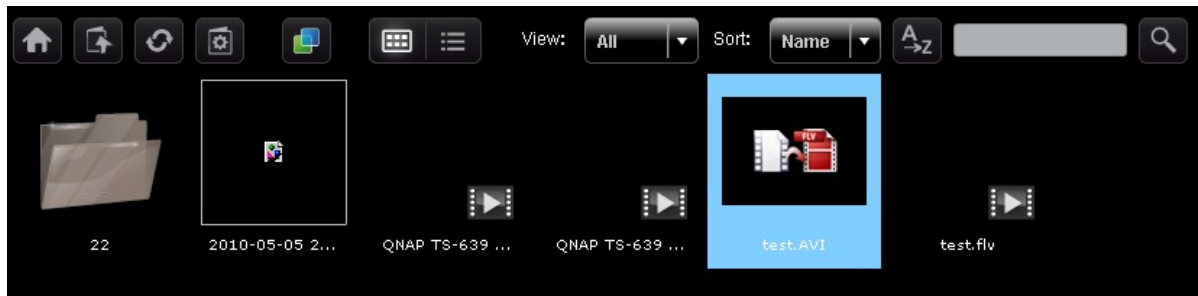 View: All Sort: Name A→Z
FLV
22 2010-05-05 2... QNAP TS-639 ... QNAP TS-639 ... test.AVI test.flv